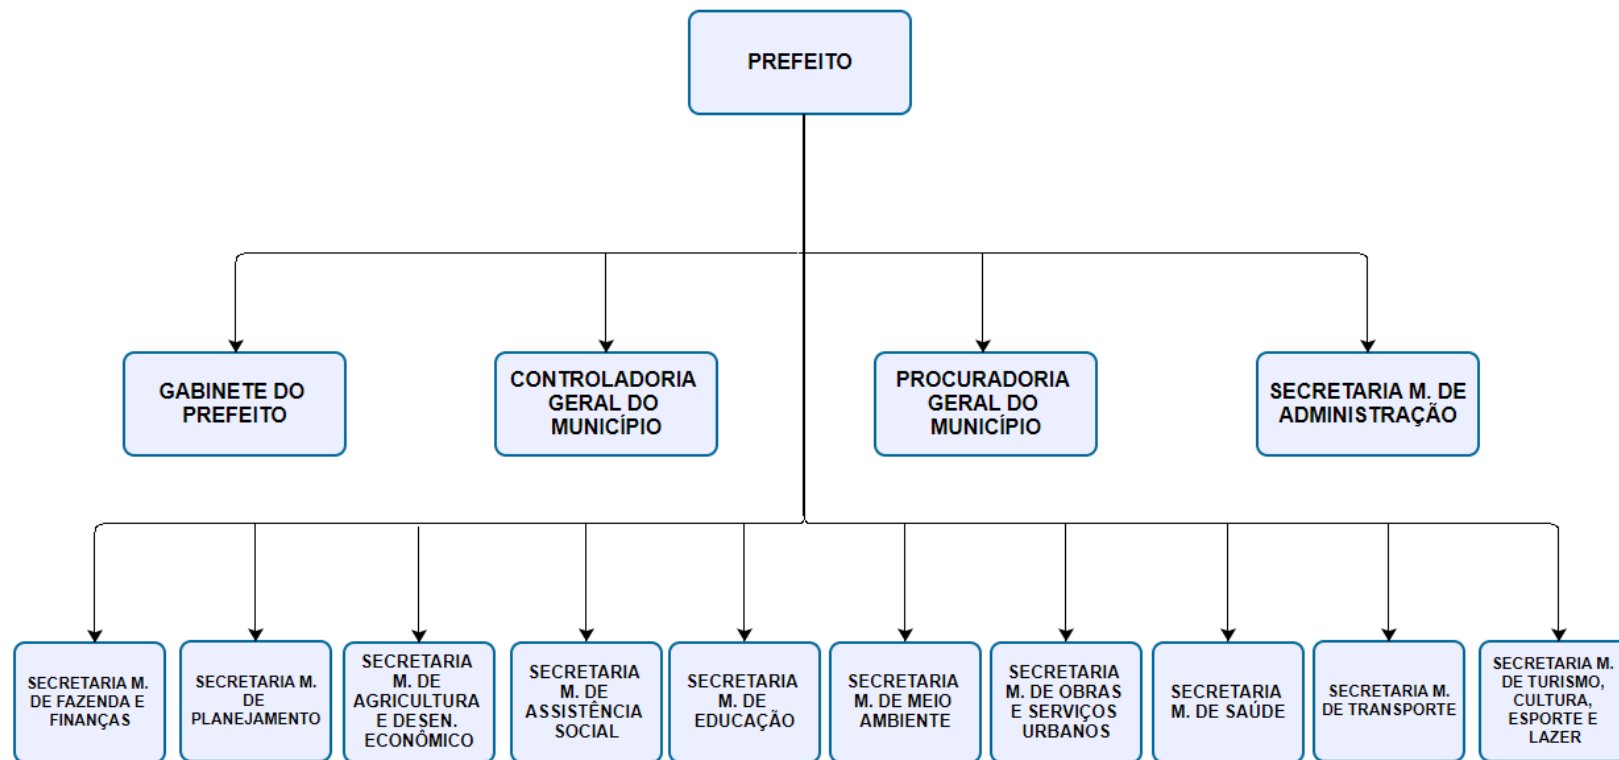 PREFEITO
GABINETE DO
PREFEITO
CONTROLADORIA
GERAL DO
MUNICÍPIO
PROCURADORIA
GERAL DO
MUNICÍPIO
SECRETARIA M. DE
ADMINISTRAÇÃO
SECRETARIA M.
DE FAZENDA E
FINANÇAS
SECRETARIA M.
DE
PLANEJAMENTO
SECRETARIA
M. DE
AGRICULTURA
E DESEN.
ECONÔMICO
SECRETARIA
M. DE
ASSISTÊNCIA
SOCIAL
SECRETARIA
M. DE
EDUCAÇÃO
SECRETARIA
M. DE MEIO
AMBIENTE
SECRETARIA
M. DE OBRAS
E SERVIÇOS
URBANOS
SECRETARIA
M. DE SAÚDE
SECRETARIA M.
DE TRANSPORTE
SECRETARIA M.
DE TURISMO,
CULTURA,
ESPORTE E
LAZER